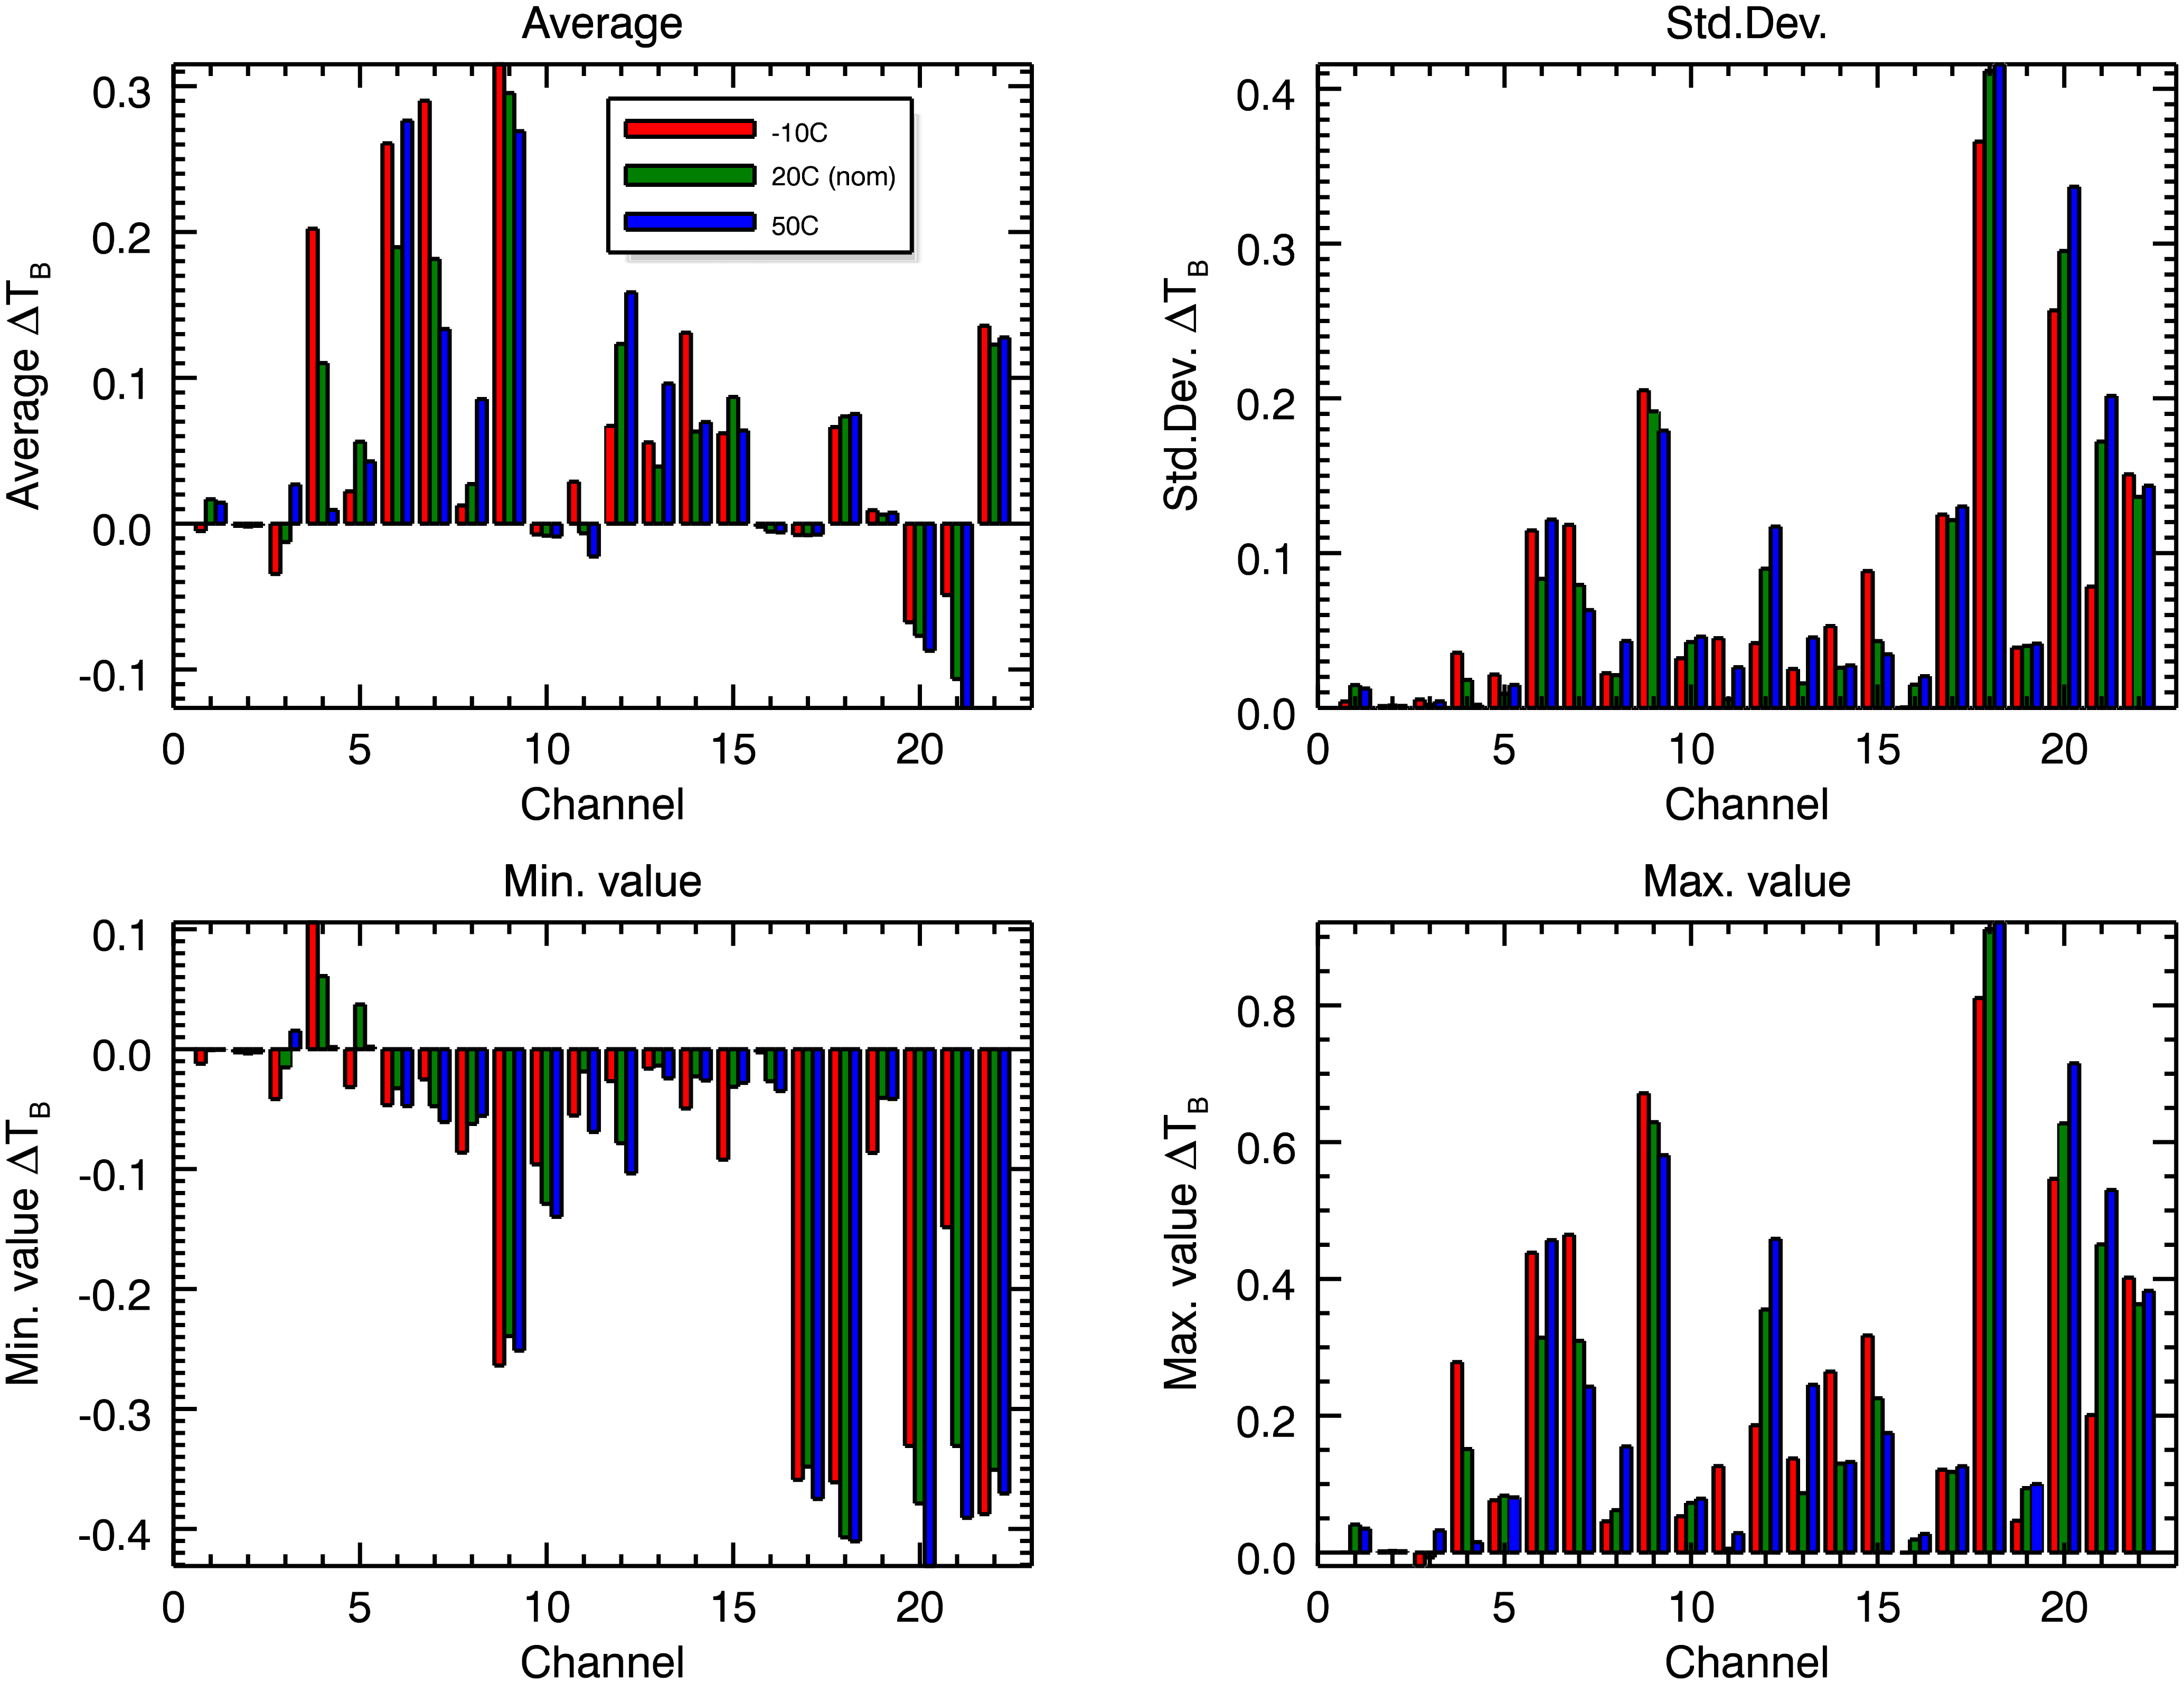 Average
0.3
0.2
0.1
0.0
-0.1
Average ΔTB
-10C
20C (nom)
50C
0 5 10 15 20
Channel
Std.Dev.
0.4
0.3
0.2
0.1
0.0
Std.Dev. ΔTB
0 5 10 15 20
Channel
Min. value
0.1
0.0
-0.1
-0.2
-0.3
-0.4
Min. value ΔTB
0 5 10 15 20
Channel
Max. value
0.8
0.6
0.4
0.2
0.0
Max. value ΔTB
0 5 10 15 20
Channel